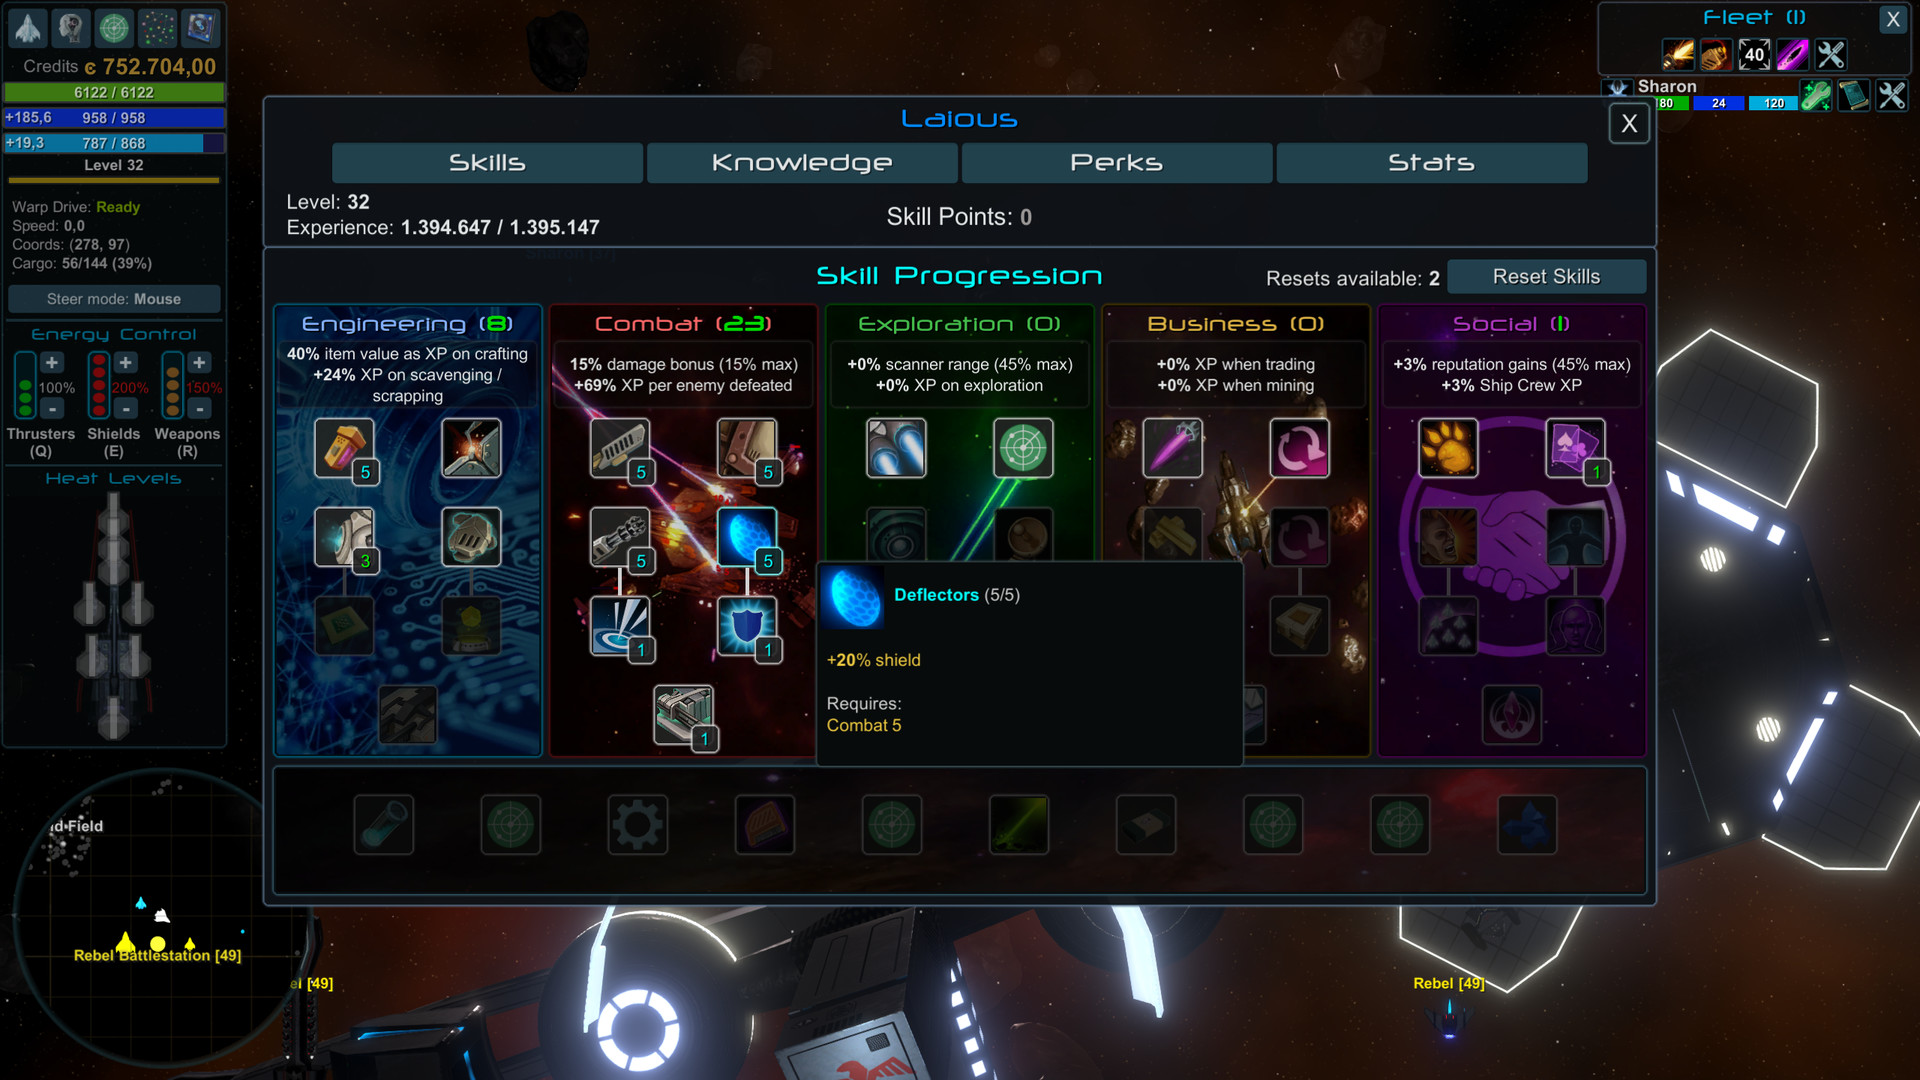 Credits c 752.704,00
6122 / 6122
+185,6 958 / 958
+19,3 787 / 868
Level 32
Warp Drive: Ready
Speed: 0,0
Coords: (278, 97)
Cargo: 56/144 (39%)
Steer mode: Mouse
Energy Control
+ + +
100% 200% 150%
- - -
Thrusters Shields Weapons
(Q) (E) (R)
Heat Levels
d Field
Rebel Battlestation [49]
el [49]
Laious
X
Skills Knowledge Perks Stats
Level: 32
Experience: 1.394.647 / 1.395.147
Skill Points: 0
Skill Progression
Resets available: 2 Reset Skills
Engineering (8)
40% item value as XP on crafting
+24% XP on scavenging /
scrapping
5
3
Combat (23)
15% damage bonus (15% max)
+69% XP per enemy defeated
5 5
5 5
1 1
1
Exploration (0)
+0% scanner range (45% max)
+0% XP on exploration
Business (0)
+0% XP when trading
+0% XP when mining
Social (1)
+3% reputation gains (45% max)
+3% Ship Crew XP
1
Deflectors (5/5)
+20% shield
Requires:
Combat 5
Fleet (1)
X
40
Sharon
80 24 120
Rebel [49]